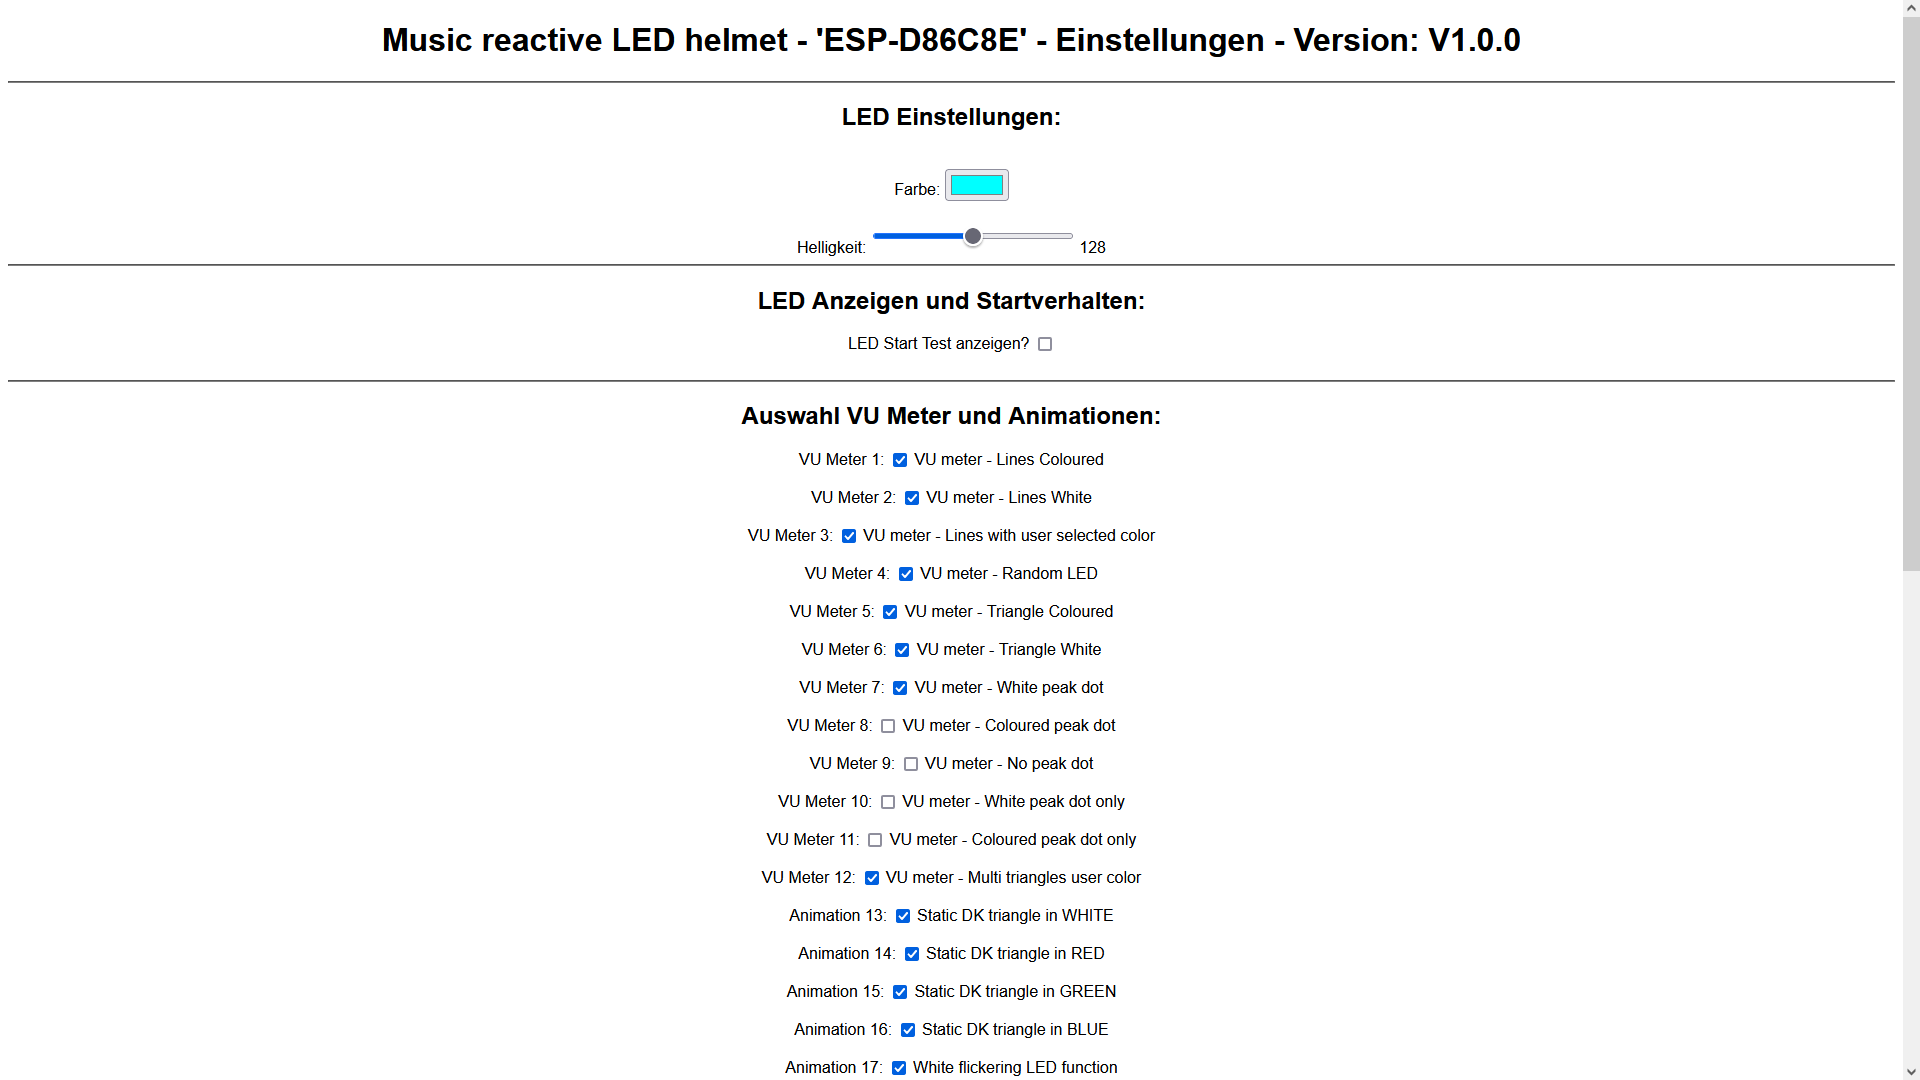 Music reactive LED helmet - 'ESP-D86C8E' - Einstellungen - Version: V1.0.0
LED Einstellungen:
Farbe:
Helligkeit: 128
LED Anzeigen und Startverhalten:
LED Start Test anzeigen?
Auswahl VU Meter und Animationen:
VU Meter 1: VU meter - Lines Coloured
VU Meter 2: VU meter - Lines White
VU Meter 3: VU meter - Lines with user selected color
VU Meter 4: VU meter - Random LED
VU Meter 5: VU meter - Triangle Coloured
VU Meter 6: VU meter - Triangle White
VU Meter 7: VU meter - White peak dot
VU Meter 8: VU meter - Coloured peak dot
VU Meter 9: VU meter - No peak dot
VU Meter 10: VU meter - White peak dot only
VU Meter 11: VU meter - Coloured peak dot only
VU Meter 12: VU meter - Multi triangles user color
Animation 13: Static DK triangle in WHITE
Animation 14: Static DK triangle in RED
Animation 15: Static DK triangle in GREEN
Animation 16: Static DK triangle in BLUE
Animation 17: White flickering LED function